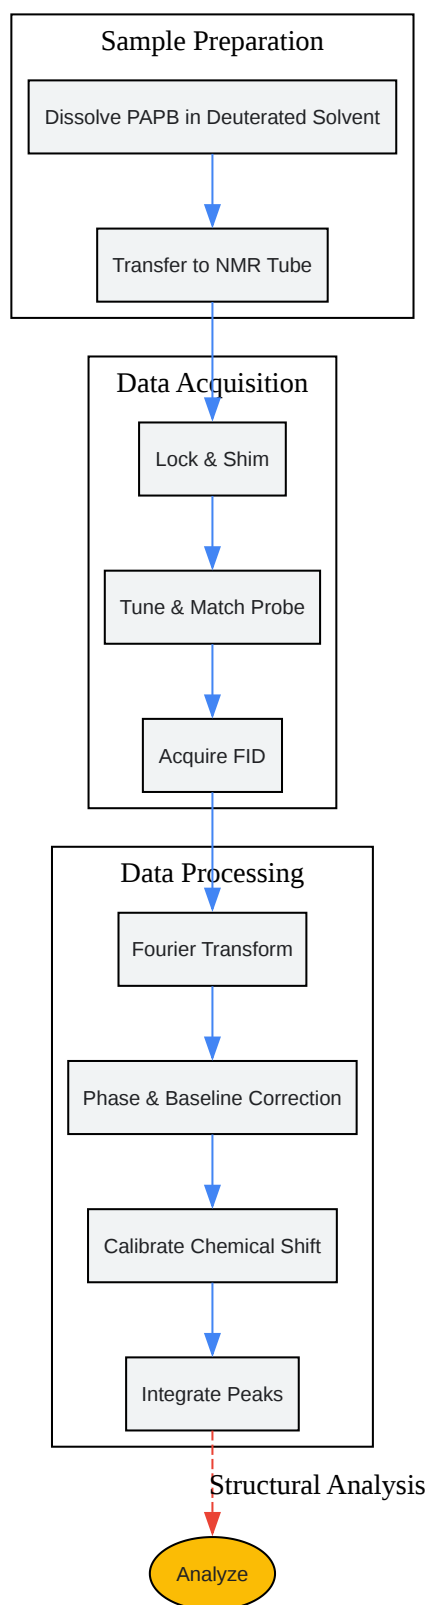 Sample Preparation
Dissolve PAPB in Deuterated Solvent
Transfer to NMR Tube
Data Acquisition
Lock & Shim
Tune & Match Probe
Acquire FID
Data Processing
Fourier Transform
Phase & Baseline Correction
Calibrate Chemical Shift
Integrate Peaks
Structural Analysis
Analyze